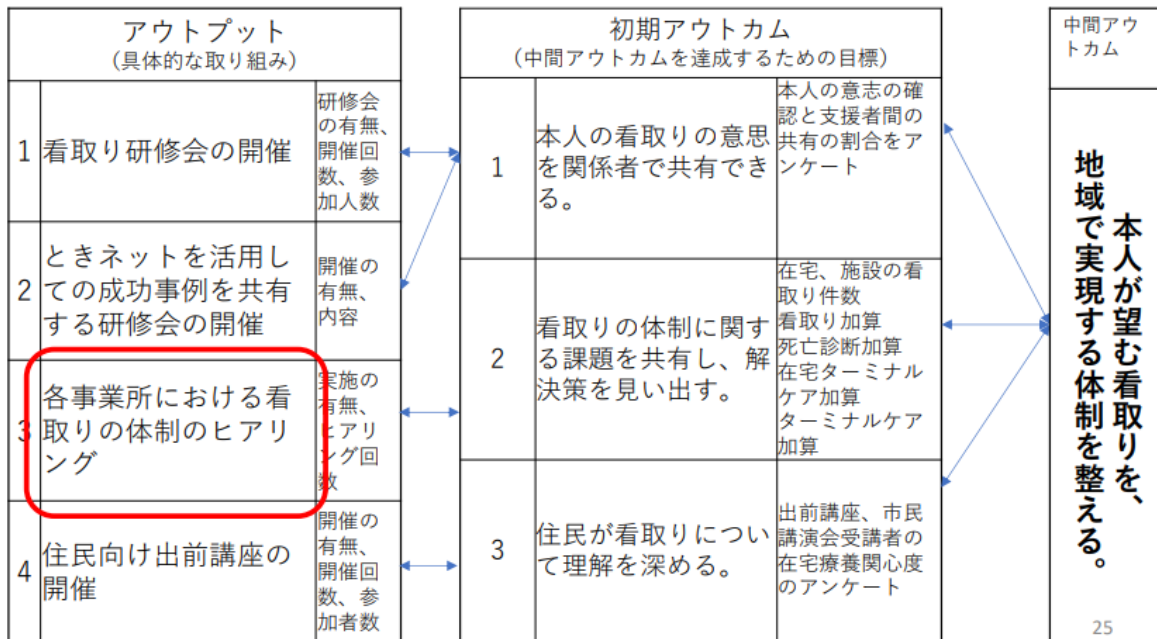 アウトプット
(具体的な取り組み)
1
看取り研修会の開催
研修会
の有無、
開催回
数、参
加人数
2
ときネットを活用し
ての成功事例を共有
する研修会の開催
開催の
有無、
内容
3
各事業所における看
取りの体制のヒアリ
ング
実施の
有無、
ヒアリ
ング回
数
4
住民向け出前講座の
開催
開催の
有無、
開催回
数、参
加者数
初期アウトカム
(中間アウトカムを達成するための目標)
1
本人の看取りの意思
を関係者で共有でき
る。
本人の意志の確
認と支援者間の
共有の割合をア
ンケート
2
看取りの体制に関す
る課題を共有し、解
決策を見い出す。
在宅、施設の看
取り件数
看取り加算
死亡診断加算
在宅ターミナル
ケア加算
ターミナルケア
加算
3
住民が看取りについ
て理解を深める。
出前講座、市民
講演会受講者の
在宅療養関心度
のアンケート
中間アウ
トカム
本人が望む看取りを、
地域で実現する体制を整える。
25